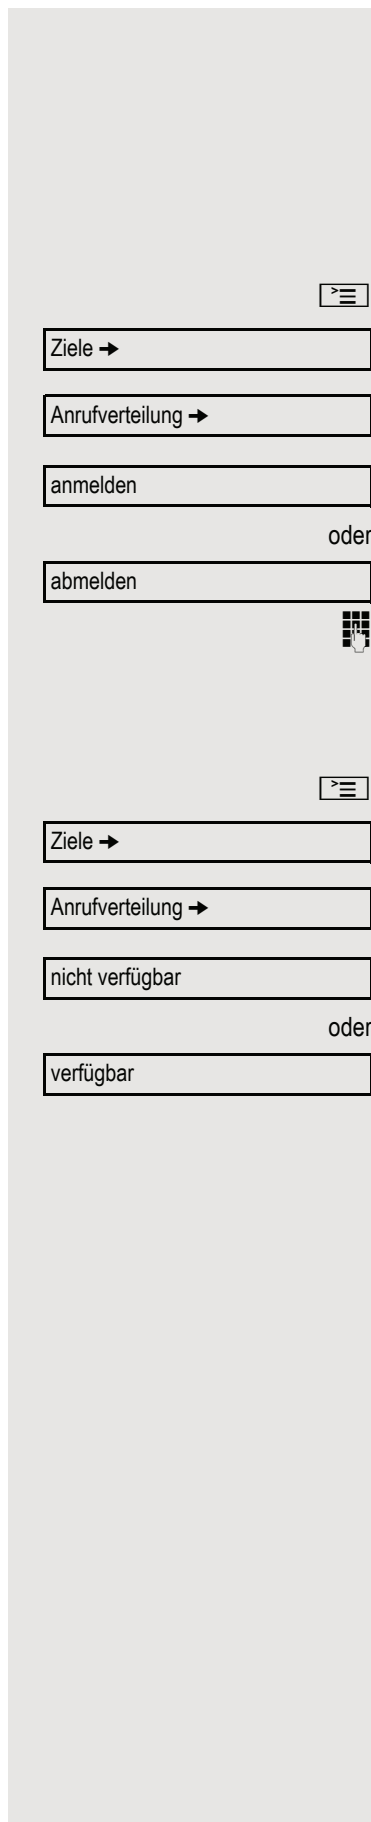 Ziele →
Anrufverteilung →
anmelden
oder
abmelden
Ziele →
Anrufverteilung →
nicht verfügbar
oder
verfügbar